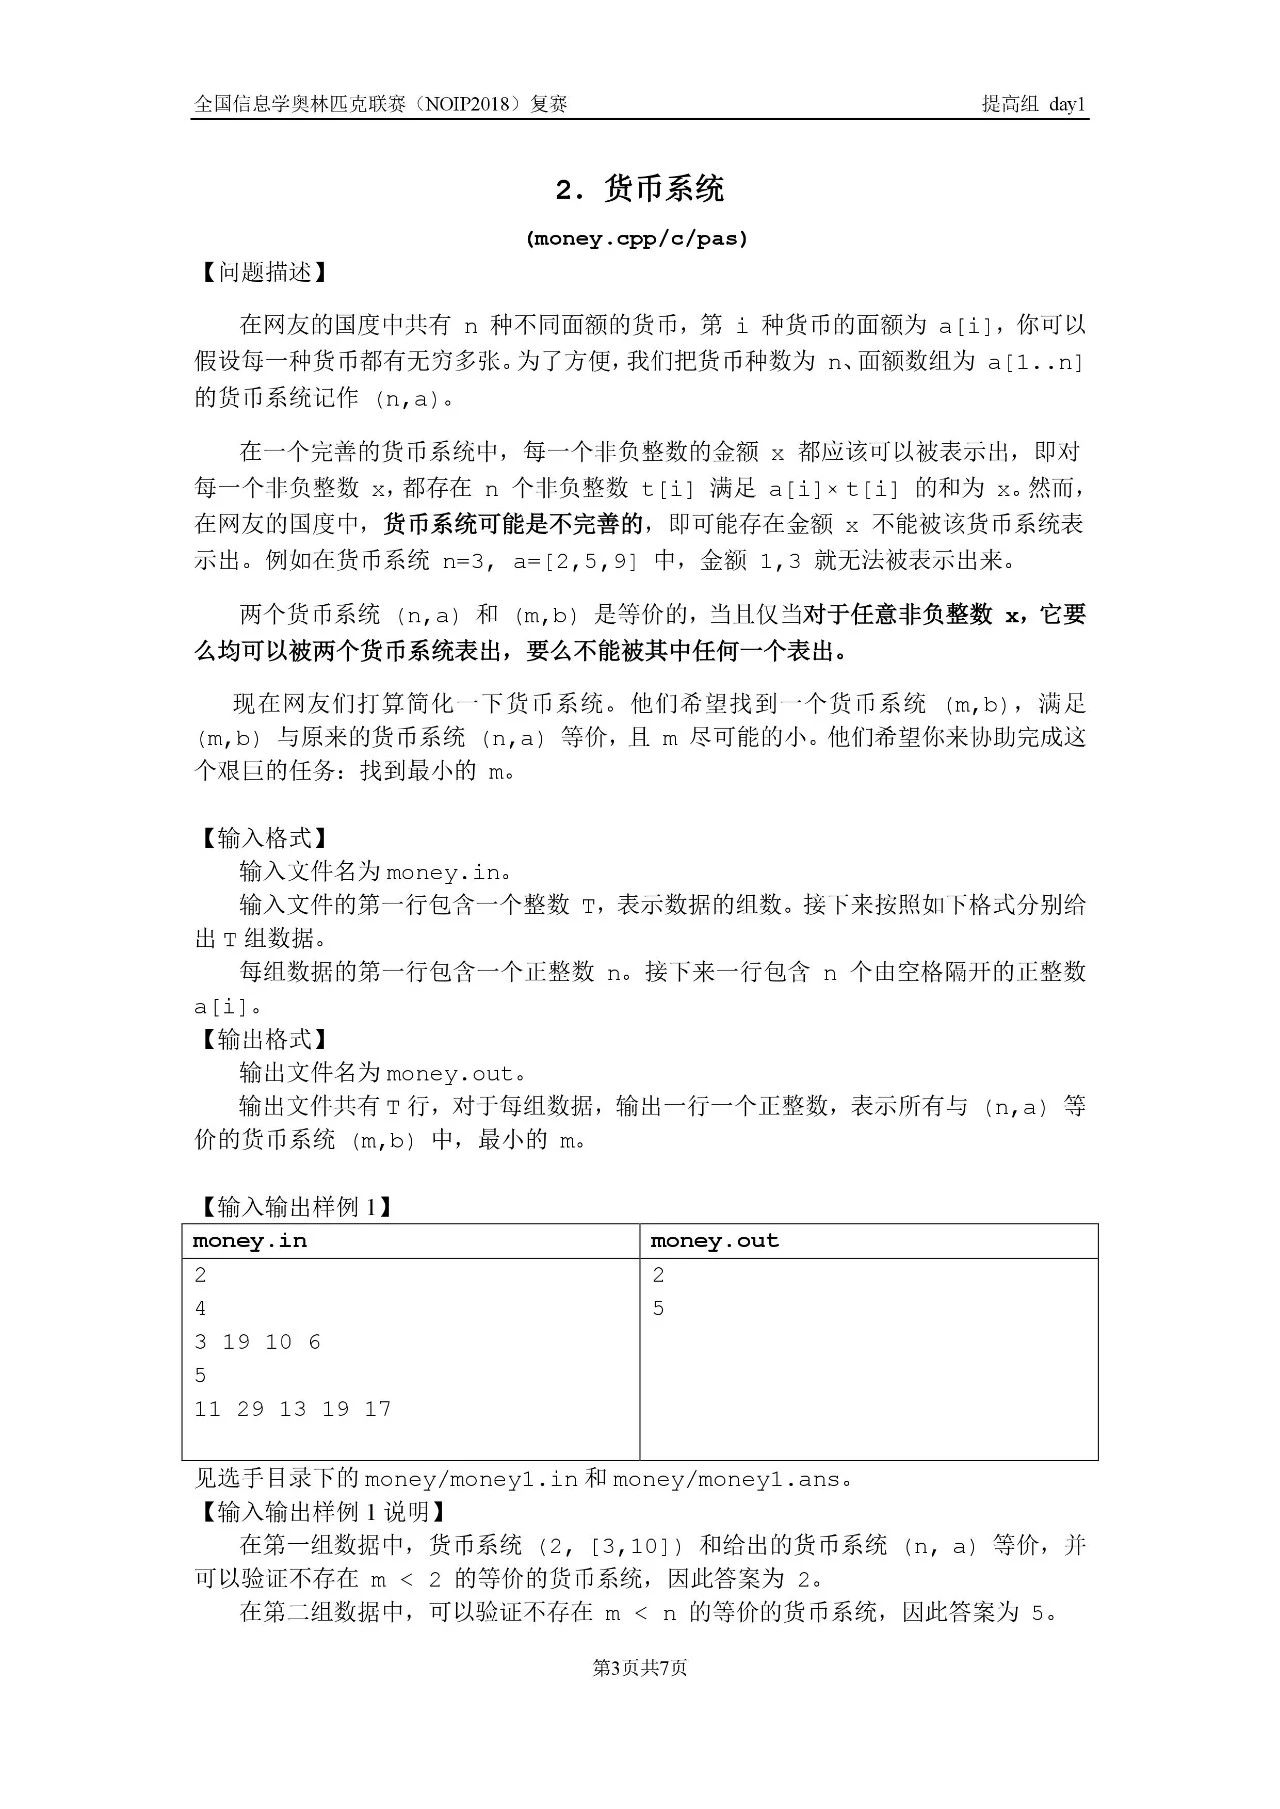 全国信息学奥林匹克联赛（NOIP2018）复赛 提高组 day1
2. 货币系统
(money.cpp/c/pas)
【问题描述】
在网友的国度中共有 n 种不同面额的货币，第 i 种货币的面额为 a[i]，你可以
假设每一种货币都有无穷多张。为了方便，我们把货币种数为 n、面额数组为 a[1..n]
的货币系统记作 (n,a)。
在一个完善的货币系统中，每一个非负整数的金额 x 都应该可以被表示出，即对
每一个非负整数 x，都存在 n 个非负整数 t[i] 满足 a[i]× t[i] 的和为 x。然而，
在网友的国度中，货币系统可能是不完善的，即可能存在金额 x 不能被该货币系统表
示出。例如在货币系统 n=3, a=[2,5,9] 中，金额 1,3 就无法被表示出来。
两个货币系统 (n,a) 和 (m,b) 是等价的，当且仅当对于任意非负整数 x，它要
么均可以被两个货币系统表出，要么不能被其中任何一个表出。
现在网友们打算简化一下货币系统。他们希望找到一个货币系统 (m,b)，满足
(m,b) 与原来的货币系统 (n,a) 等价，且 m 尽可能的小。他们希望你来协助完成这
个艰巨的任务：找到最小的 m。
【输入格式】
输入文件名为 money.in。
输入文件的第一行包含一个整数 T，表示数据的组数。接下来按照如下格式分别给
出 T 组数据。
每组数据的第一行包含一个正整数 n。接下来一行包含 n 个由空格隔开的正整数
a[i]。
【输出格式】
输出文件名为 money.out。
输出文件共有 T 行，对于每组数据，输出一行一个正整数，表示所有与 (n,a) 等
价的货币系统 (m,b) 中，最小的 m。
【输入输出样例 1】
money.in money.out
2 2
4 5
3 19 10 6
5
11 29 13 19 17
见选手目录下的 money/money1.in 和 money/money1.ans。
【输入输出样例 1 说明】
在第一组数据中，货币系统 (2, [3,10]) 和给出的货币系统 (n, a) 等价，并
可以验证不存在 m < 2 的等价的货币系统，因此答案为 2。
在第二组数据中，可以验证不存在 m < n 的等价的货币系统，因此答案为 5。
第3页共7页